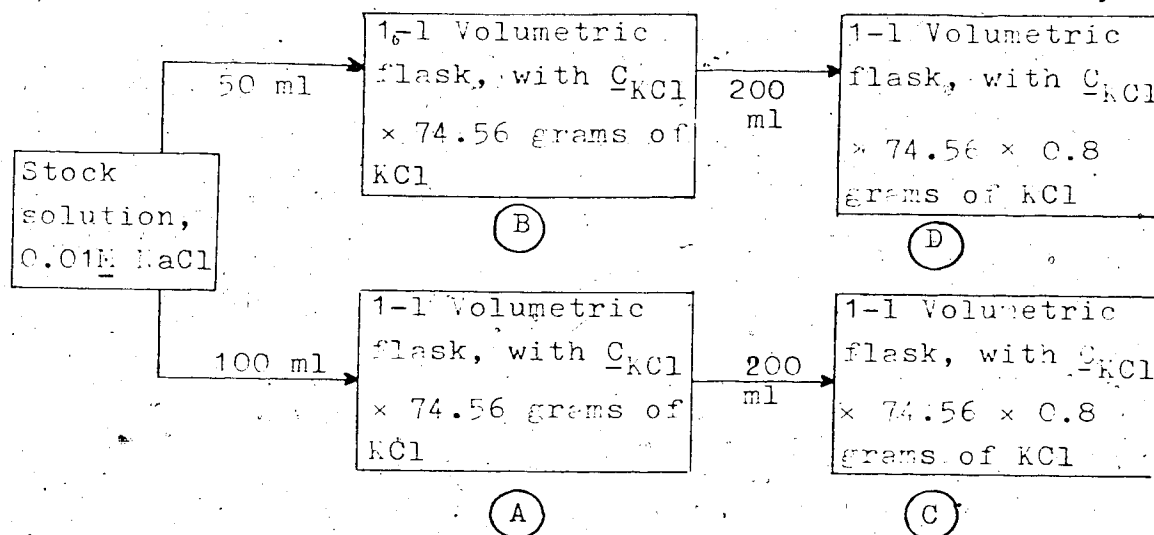 Stock
solution,
0.01M NaCl
50 ml
1-l Volumetric
flask, with C_KCl
× 74.56 grams of
KCl
B
200
ml
1-l Volumetric
flask, with C_KCl
× 74.56 × 0.8
grams of KCl
D
100 ml
1-l Volumetric
flask, with C_KCl
× 74.56 grams of
KCl
A
200
ml
1-l Volumetric
flask, with C_KCl
× 74.56 × 0.8
grams of KCl
C